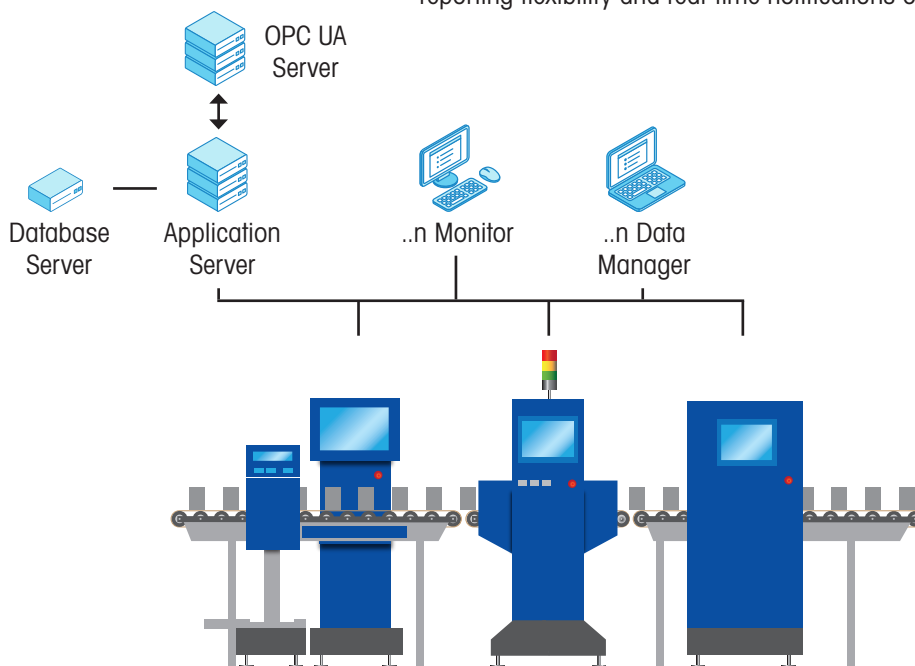 OPC UA
Server
Database
Server
Application
Server
..n Monitor
..n Data
Manager